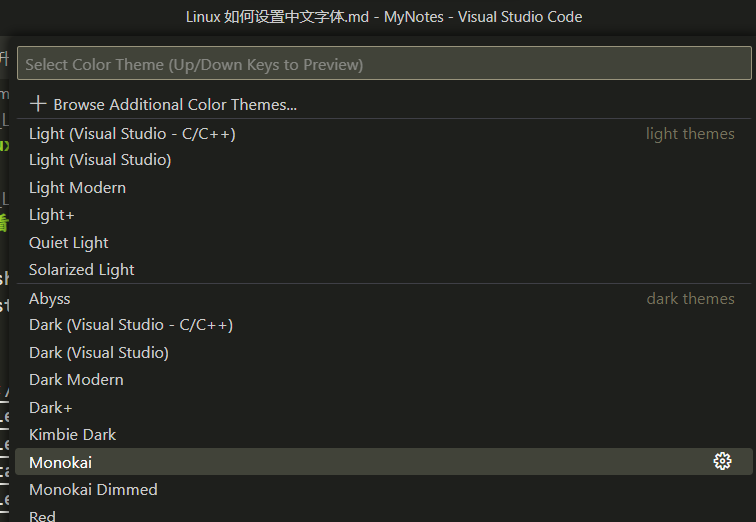 Linux 如何设置中文字体.md - MyNotes - Visual Studio Code
Select Color Theme (Up/Down Keys to Preview)
Browse Additional Color Themes...
Light (Visual Studio - C/C++) light themes
Light (Visual Studio)
Light Modern
Light+
Quiet Light
Solarized Light
Abyss dark themes
Dark (Visual Studio - C/C++)
Dark (Visual Studio)
Dark Modern
Dark+
Kimbie Dark
Monokai
Monokai Dimmed
Red